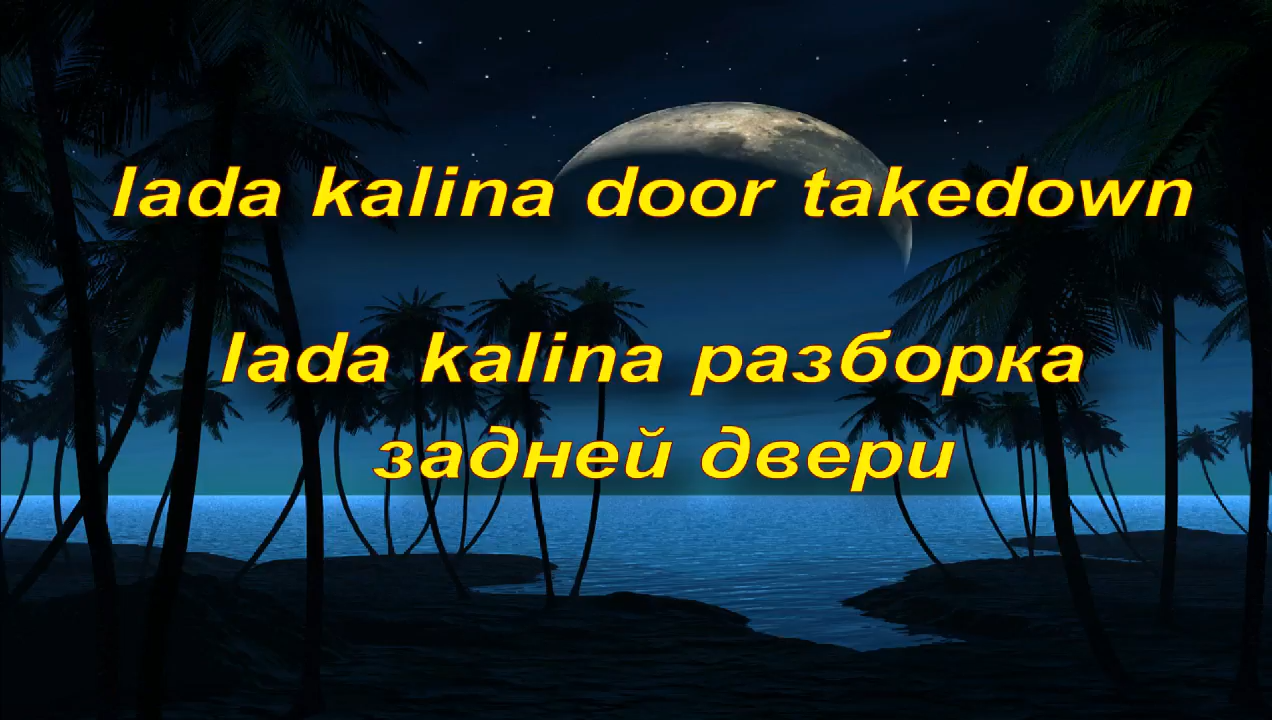 lada kalina door takedown
lada kalina разборка
задней двери